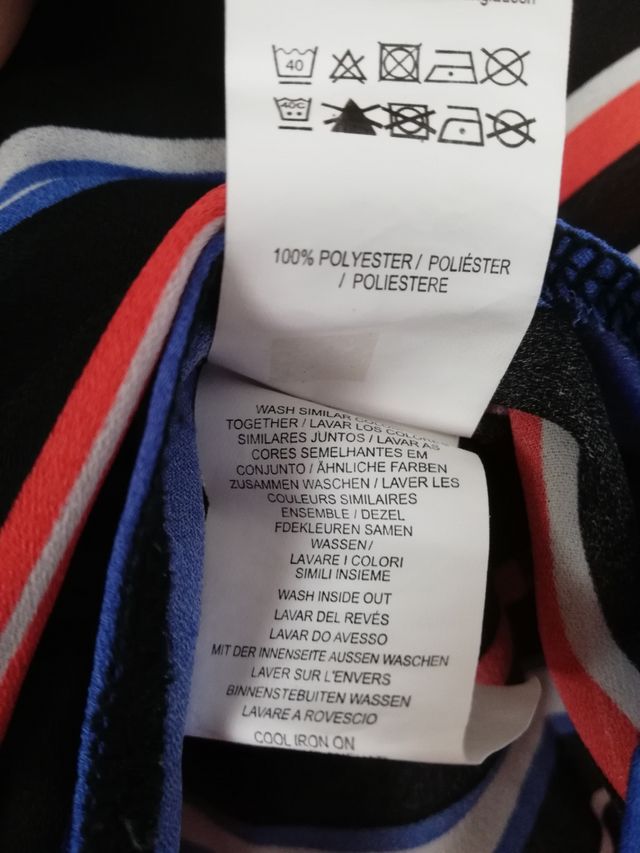 40
40C
100% POLYESTER / POLIÉSTER
/ POLIESTERE
WASH SIMILAR
TOGETHER / LAVAR LOS COLORES
SIMILARES JUNTOS / LAVAR AS
CORES SEMELHANTES EM
CONJUNTO / ÄHNLICHE FARBEN
ZUSAMMEN WASCHEN / LAVER LES
COULEURS SIMILAIRES
ENSEMBLE / DEZEL
FDEKLEUREN SAMEN
WASSEN /
LAVARE I COLORI
SIMILI INSIEME
WASH INSIDE OUT
LAVAR DEL REVÉS
LAVAR DO AVESSO
MIT DER INNENSEITE AUSSEN WASCHEN
LAVER SUR L'ENVERS
BINNENSTEBUITEN WASSEN
LAVARE A ROVESCIO
COOL IRON ON